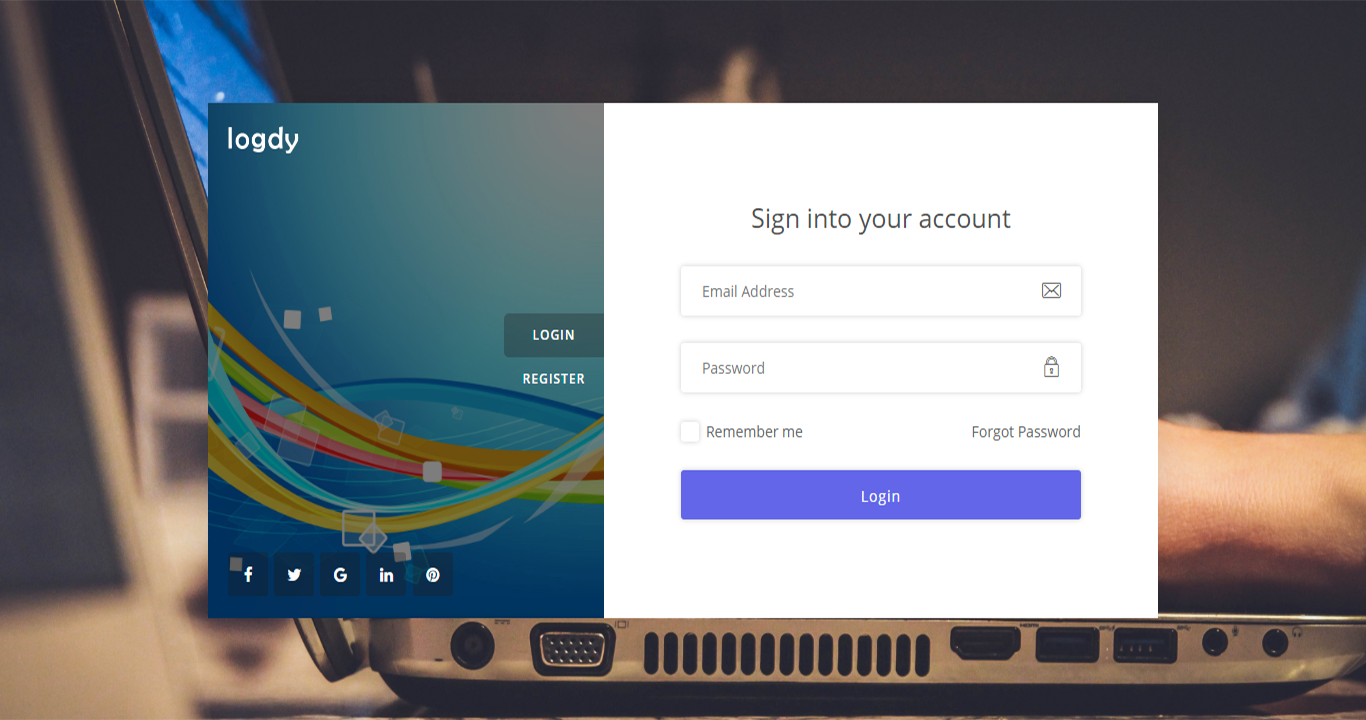 logdy
LOGIN
REGISTER
Sign into your account
Email Address
Password
Remember me
Forgot Password
Login